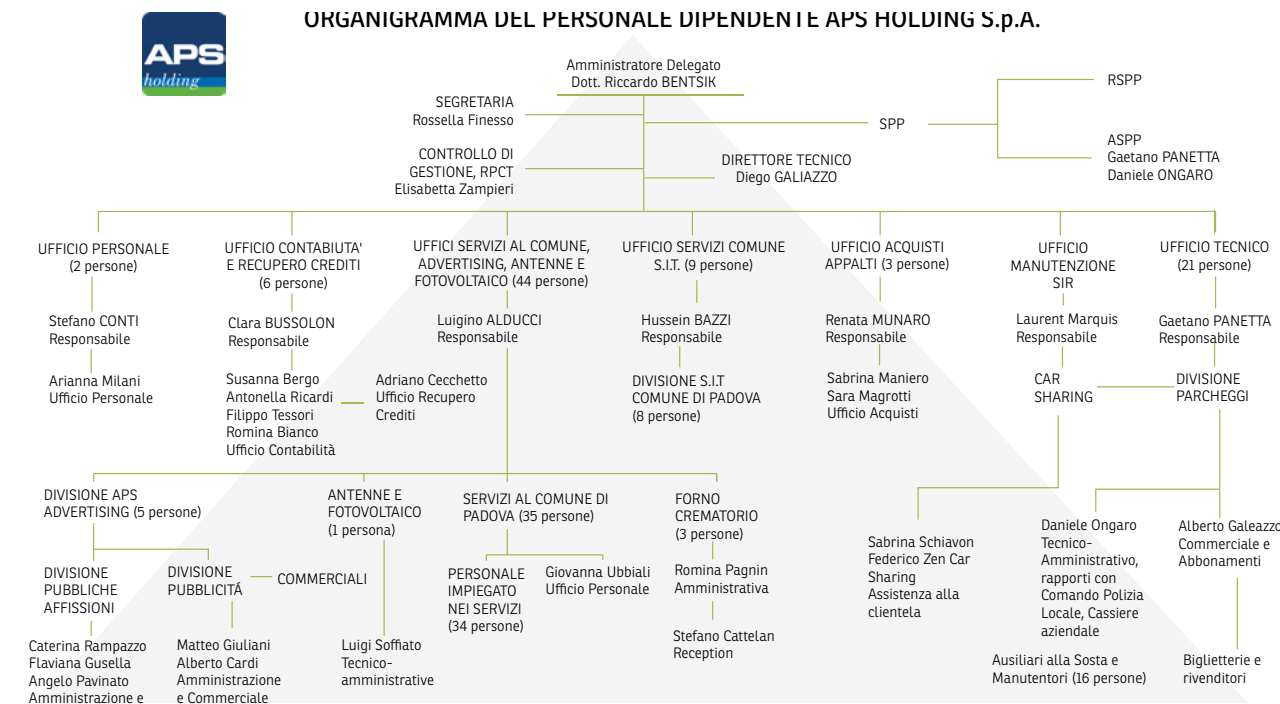 ORGANIGRAMMA DEL PERSONALE DIPENDENTE APS HOLDING S.p.A.
APS
holding
Amministratore Delegato
Dott. Riccardo BENTSIK
SEGRETARIA
Rossella Finesso
SPP
RSPP
ASPP
Gaetano PANETTA
Daniele ONGARO
CONTROLLO DI
GESTIONE, RPCT
Elisabetta Zampieri
DIRETTORE TECNICO
Diego GALIAZZO
UFFICIO PERSONALE
(2 persone)
Stefano CONTI
Responsabile
Arianna Milani
Ufficio Personale
UFFICIO CONTABIUTA'
E RECUPERO CREDITI
(6 persone)
Clara BUSSOLON
Responsabile
Susanna Bergo
Antonella Ricardi
Filippo Tessori
Romina Bianco
Ufficio Contabilità
Adriano Cecchetto
Ufficio Recupero
Crediti
UFFICI SERVIZI AL COMUNE,
ADVERTISING, ANTENNE E
FOTOVOLTAICO (44 persone)
Luigino ALDUCCI
Responsabile
UFFICIO SERVIZI COMUNE
S.I.T. (9 persone)
Hussein BAZZI
Responsabile
DIVISIONE S.I.T
COMUNE DI PADOVA
(8 persone)
UFFICIO ACQUISTI
APPALTI (3 persone)
Renata MUNARO
Responsabile
Sabrina Maniero
Sara Magrotti
Ufficio Acquisti
UFFICIO
MANUTENZIONE
SIR
Laurent Marquis
Responsabile
CAR
SHARING
UFFICIO TECNICO
(21 persone)
Gaetano PANETTA
Responsabile
DIVISIONE
PARCHEGGI
DIVISIONE APS
ADVERTISING (5 persone)
DIVISIONE
PUBBLICHE
AFFISSIONI
Caterina Rampazzo
Flaviana Gusella
Angelo Pavinato
Amministrazione e
DIVISIONE
PUBBLICITÁ
COMMERCIALI
Matteo Giuliani
Alberto Cardi
Amministrazione
e Commerciale
ANTENNE E
FOTOVOLTAICO
(1 persona)
Luigi Soffiato
Tecnico-
amministrative
SERVIZI AL COMUNE DI
PADOVA (35 persone)
PERSONALE
IMPIEGATO
NEI SERVIZI
(34 persone)
Giovanna Ubbiali
Ufficio Personale
FORNO
CREMATORIO
(3 persone)
Romina Pagnin
Amministrativa
Stefano Cattelan
Reception
Sabrina Schiavon
Federico Zen Car
Sharing
Assistenza alla
clientela
Daniele Ongaro
Tecnico-
Amministrativo,
rapporti con
Comando Polizia
Locale, Cassiere
aziendale
Ausiliari alla Sosta e
Manutentori (16 persone)
Alberto Galeazzo
Commerciale e
Abbonamenti
Biglietterie e
rivenditori